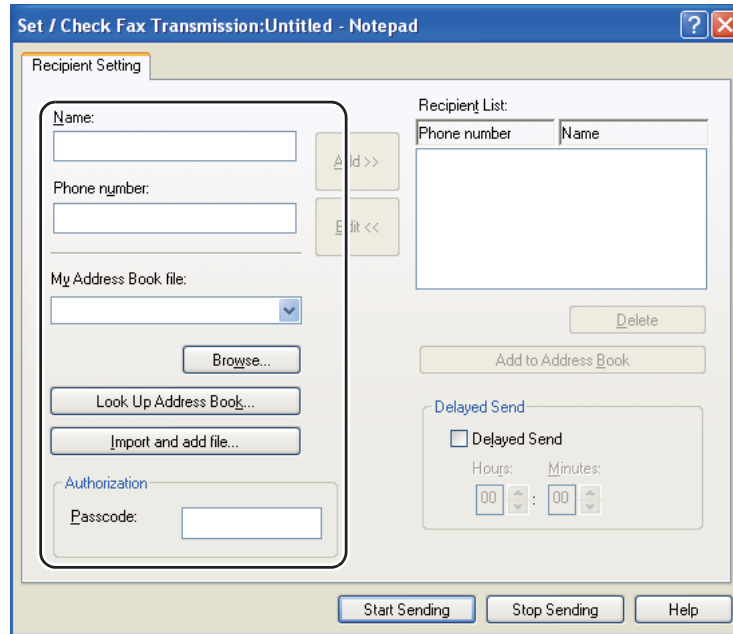 Set / Check Fax Transmission:Untitled - Notepad
Recipient Setting
Name:
Phone number:
My Address Book file:
Browse...
Look Up Address Book...
Import and add file...
Authorization
Passcode:
Add >>
Edit <<
Recipient List:
Phone number Name
Delete
Add to Address Book
Delayed Send
Delayed Send
Hours: Minutes:
00 : 00
Start Sending Stop Sending Help